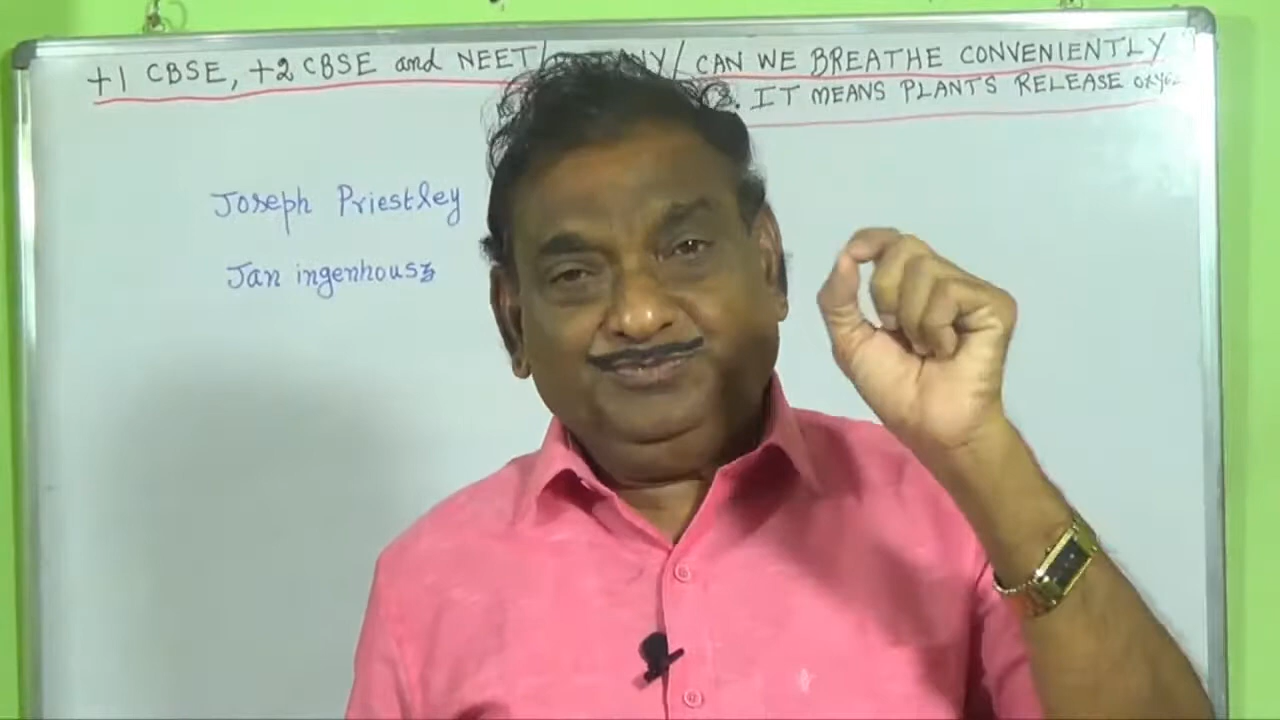 +1 CBSE, +2 CBSE and NEET/ / CAN WE BREATHE CONVENIENTLY
. IT MEANS PLANTS RELEASE
Joseph Priestley
Jan ingenhousz